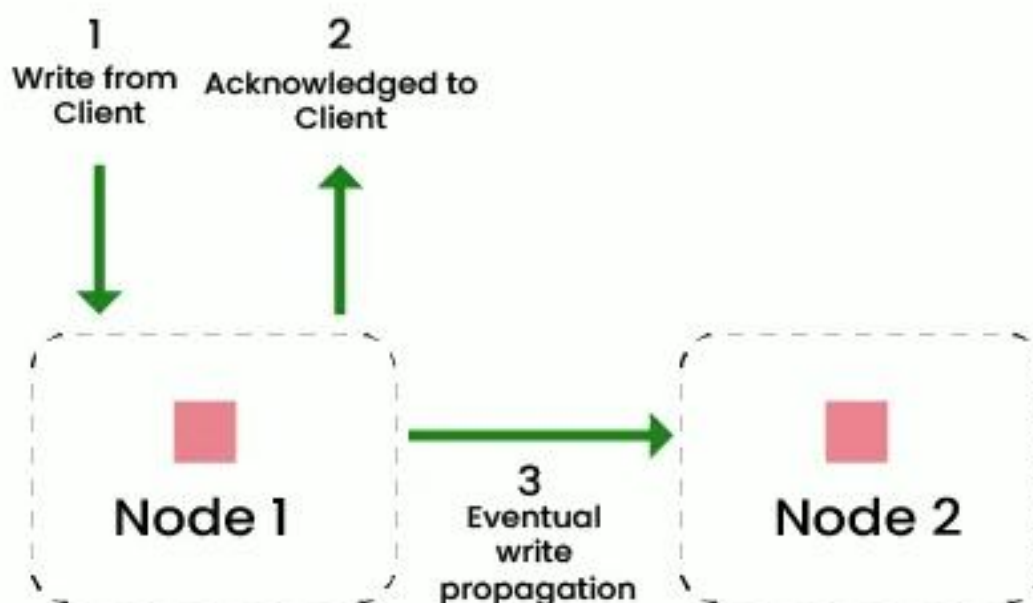 1
Write from
Client
2
Acknowledged to
Client
Node 1
3
Eventual
write
propagation
Node 2